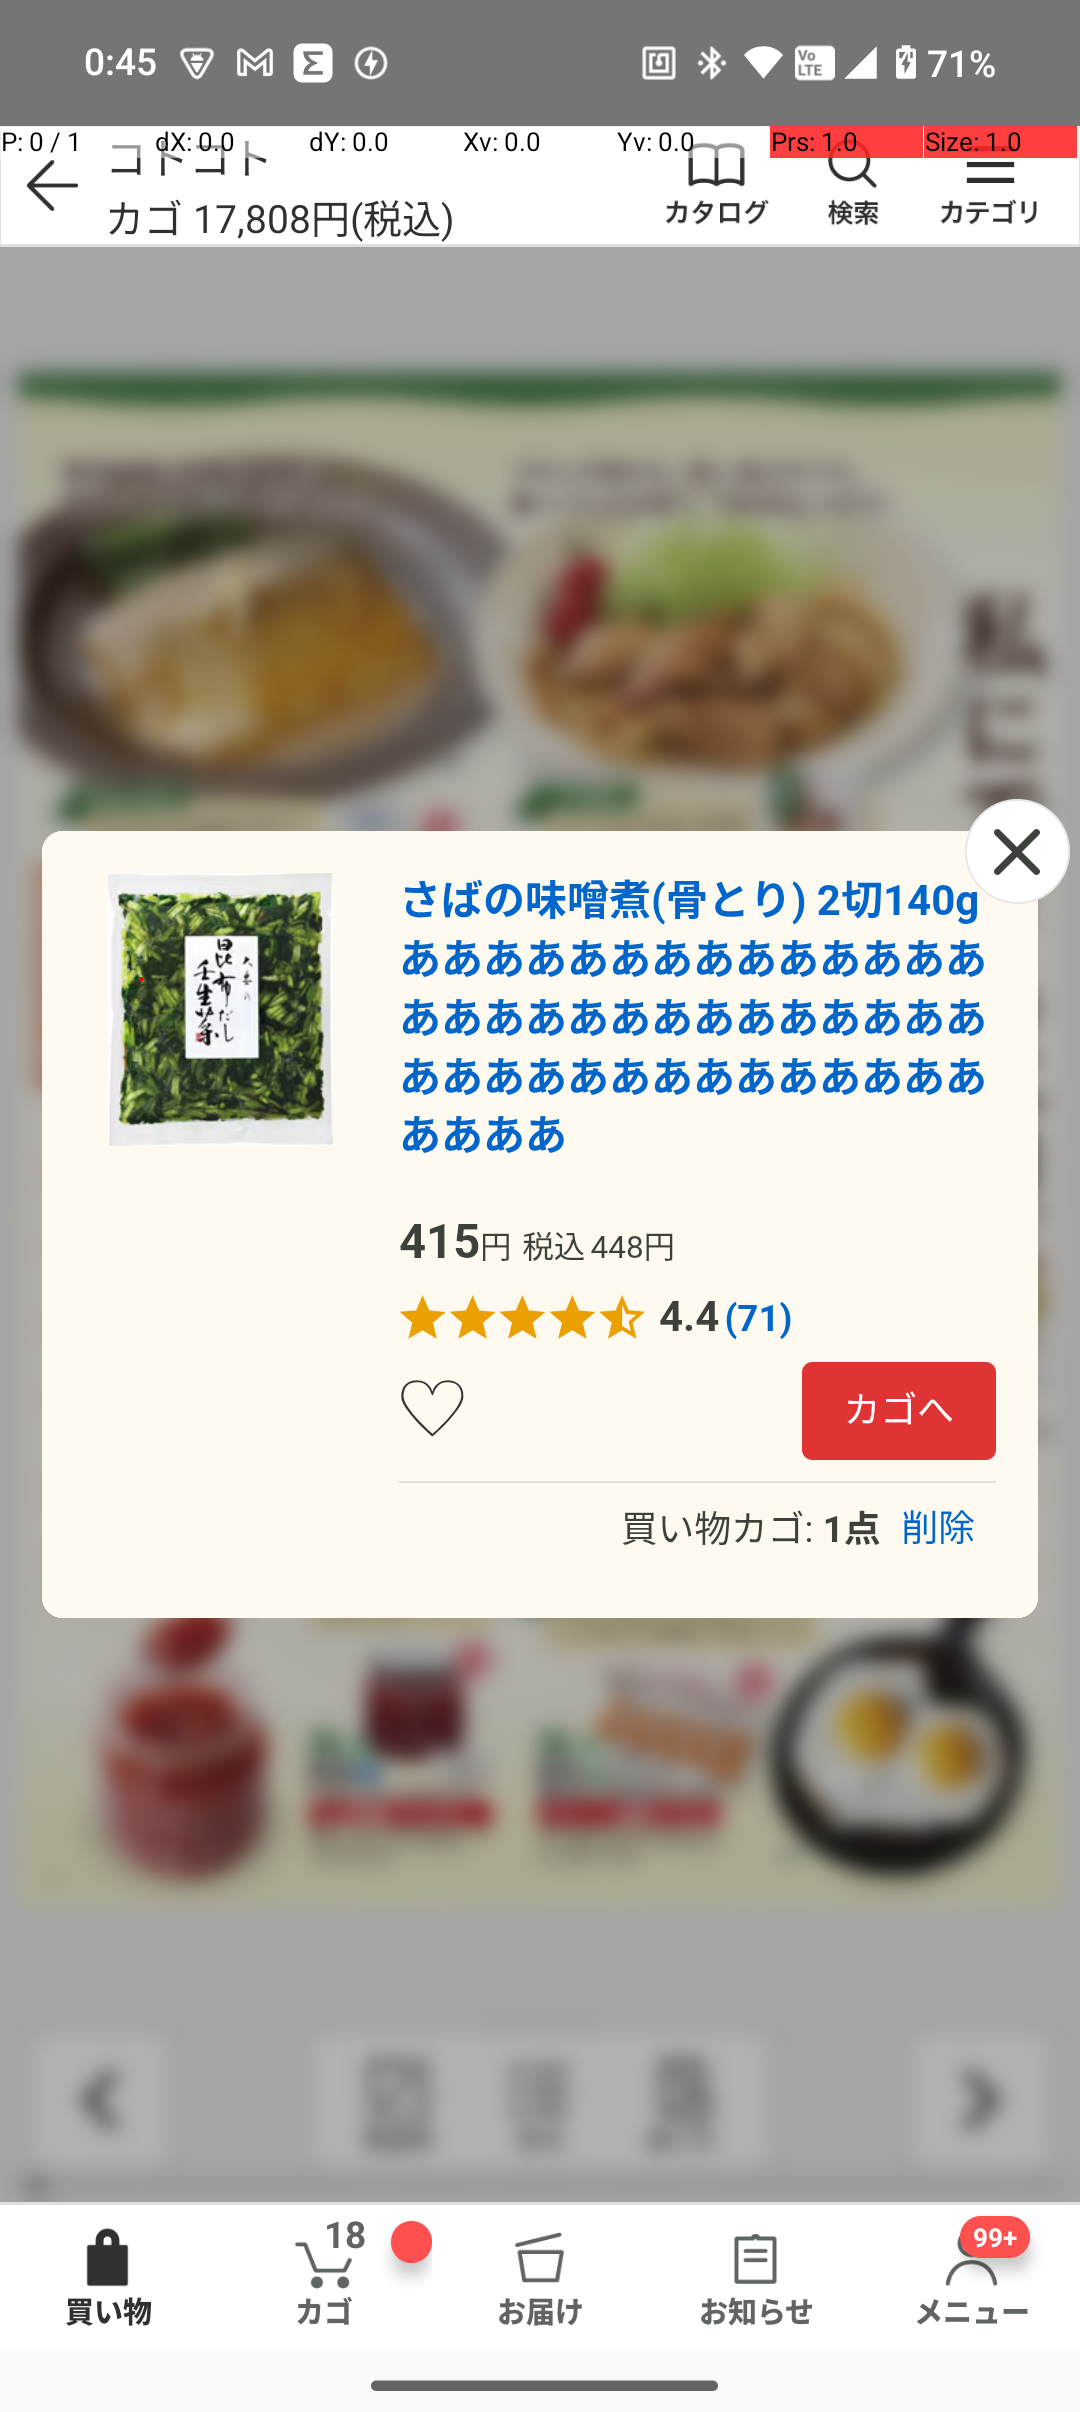 0:45
Vo LTE
71%
P: 0 / 1 dX: 0.0 dY: 0.0 Xv: 0.0 Yv: 0.0 Prs: 1.0 Size: 1.0
コトコト
カゴ 17,808円(税込)
カタログ 検索 カテゴリ
さばの味噌煮(骨とり) 2切140g
ああああああああああああああ
ああああああああああああああ
ああああああああああああああ
ああああ
昆布だし
壬生菜
415円 税込 448円
4.4 (71)
カゴへ
買い物カゴ: 1点 削除
18
99+
買い物 カゴ お届け お知らせ メニュー